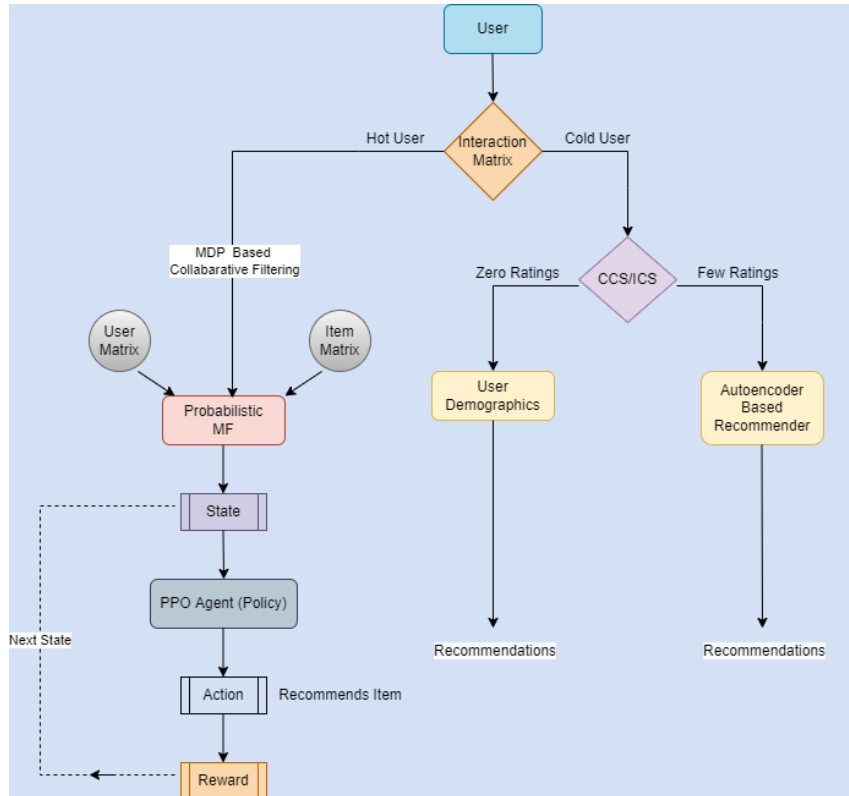 User
Hot User
Interaction
Matrix
Cold User
MDP Based
Collabarative Filtering
Zero Ratings
CCS/ICS
Few Ratings
User
Matrix
Item
Matrix
Probabilistic
MF
User
Demographics
Autoencoder
Based
Recommender
State
PPO Agent (Policy)
Next State
Recommendations
Recommendations
Action
Recommends Item
Reward